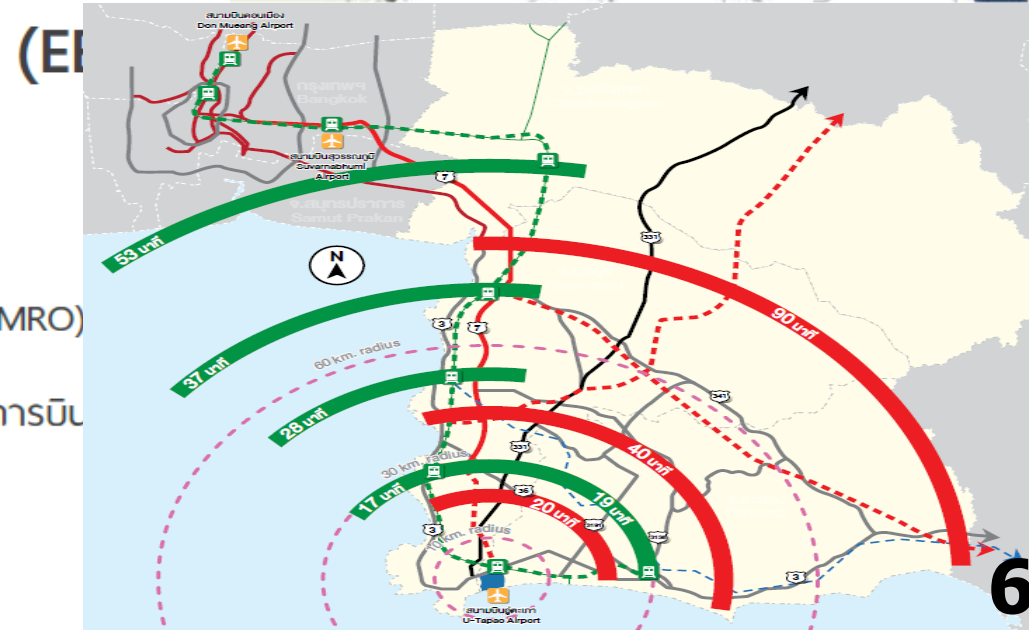 (EE
MRO)
ารบิน
สนามบินดอนเมือง
Don Mueang Airport
กรุงเทพฯ
Bangkok
สนามบินสุวรรณภูมิ
Suvarnabhumi
Airport
จ.สมุทรปราการ
Samut Prakan
7
331
53 นาที
N
90 นาที
3
7
60 km. radius
37 นาที
341
28 นาที
331
40 นาที
30 km. radius
36
17 นาที
19 นาที
20 นาที
3191
3
10 km. radius
3138
3
สนามบินอู่ตะเภา
U-Tapao Airport
6